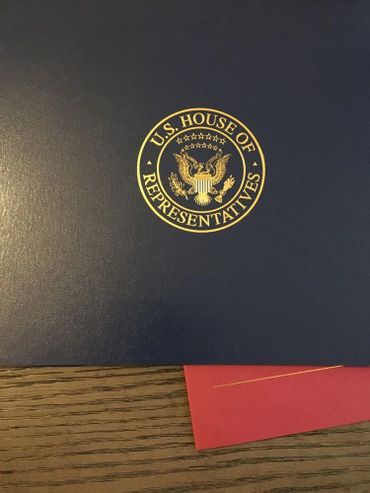 U.S. HOUSE OF
REPRESENTATIVES